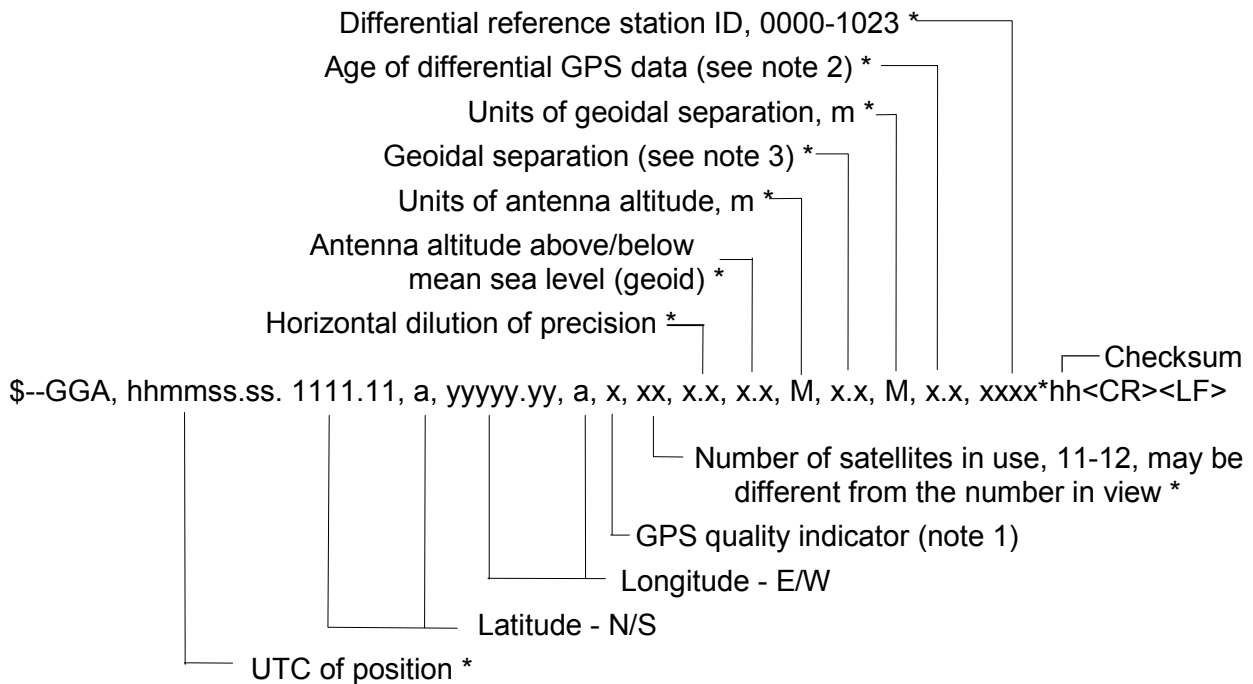 Differential reference station ID, 0000-1023 *
Age of differential GPS data (see note 2) *
Units of geoidal separation, m *
Geoidal separation (see note 3) *
Units of antenna altitude, m *
Antenna altitude above/below
mean sea level (geoid) *
Horizontal dilution of precision *
Checksum
$--GGA, hhmmss.ss. 1111.11, a, yyyyy.yy, a, x, xx, x.x, x.x, M, x.x, M, x.x, xxxx*hh<CR><LF>
Number of satellites in use, 11-12, may be
different from the number in view *
GPS quality indicator (note 1)
Longitude - E/W
Latitude - N/S
UTC of position *